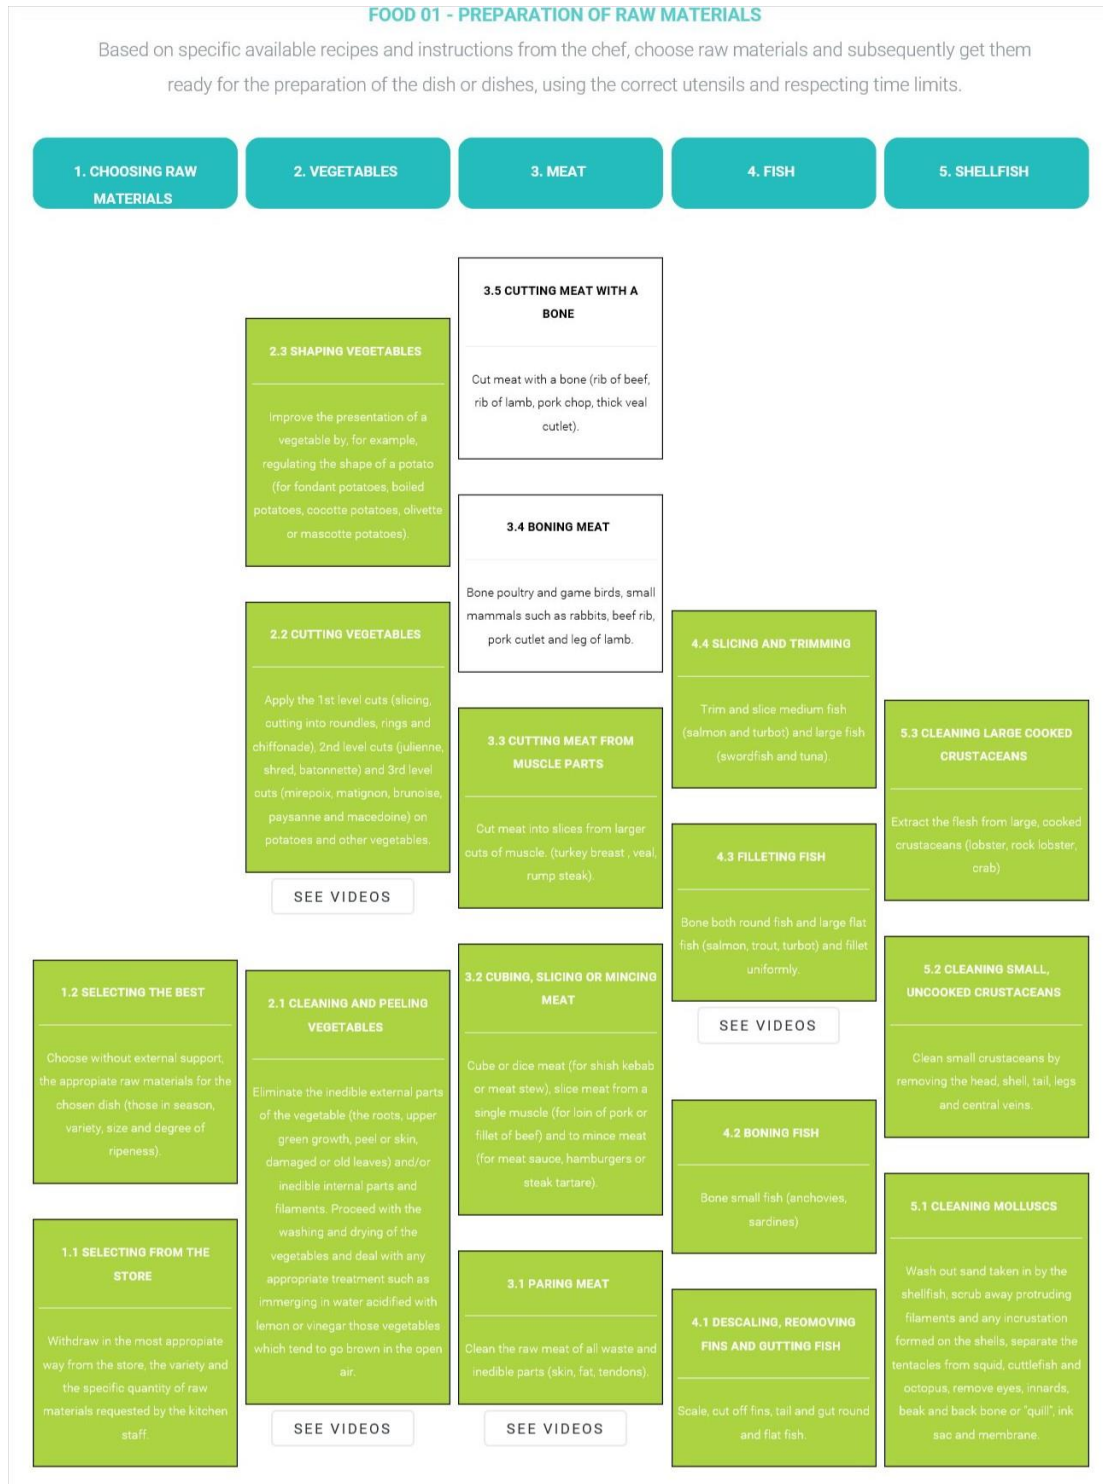 FOOD 01 - PREPARATION OF RAW MATERIALS
Based on specific available recipes and instructions from the chef, choose raw materials and subsequently get them
ready for the preparation of the dish or dishes, using the correct utensils and respecting time limits.
1. CHOOSING RAW
MATERIALS
1.2 SELECTING THE BEST
Choose without external support,
the appropiate raw materials for the
chosen dish (those in season,
variety, size and degree of
ripeness).
1.1 SELECTING FROM THE
STORE
Withdraw in the most appropiate
way from the store, the variety and
the specific quantity of raw
materials requested by the kitchen
staff.
2. VEGETABLES
2.3 SHAPING VEGETABLES
Improve the presentation of a
vegetable by, for example,
regulating the shape of a potato
(for fondant potatoes, boiled
potatoes, cocotte potatoes, olivette
or mascotte potatoes).
2.2 CUTTING VEGETABLES
Apply the 1st level cuts (slicing,
cutting into roundles, rings and
chiffonade), 2nd level cuts (julienne,
shred, batonnette) and 3rd level
cuts (mirepoix, matignon, brunoise,
paysanne and macedoine) on
potatoes and other vegetables.
SEE VIDEOS
2.1 CLEANING AND PEELING
VEGETABLES
Eliminate the inedible external parts
of the vegetable (the roots, upper
green growth, peel or skin,
damaged or old leaves) and/or
inedible internal parts and
filaments. Proceed with the
washing and drying of the
vegetables and deal with any
appropriate treatment such as
immerging in water acidified with
lemon or vinegar those vegetables
which tend to go brown in the open
air.
SEE VIDEOS
3. MEAT
3.5 CUTTING MEAT WITH A
BONE
Cut meat with a bone (rib of beef,
rib of lamb, pork chop, thick veal
cutlet).
3.4 BONING MEAT
Bone poultry and game birds, small
mammals such as rabbits, beef rib,
pork cutlet and leg of lamb.
3.3 CUTTING MEAT FROM
MUSCLE PARTS
Cut meat into slices from larger
cuts of muscle. (turkey breast , veal,
rump steak).
3.2 CUBING, SLICING OR MINCING
MEAT
Cube or dice meat (for shish kebab
or meat stew), slice meat from a
single muscle (for loin of pork or
fillet of beef) and to mince meat
(for meat sauce, hamburgers or
steak tartare).
3.1 PARING MEAT
Clean the raw meat of all waste and
inedible parts (skin, fat, tendons).
SEE VIDEOS
4. FISH
4.4 SLICING AND TRIMMING
Trim and slice medium fish
(salmon and turbot) and large fish
(swordfish and tuna).
4.3 FILLETING FISH
Bone both round fish and large flat
fish (salmon, trout, turbot) and fillet
uniformly.
SEE VIDEOS
4.2 BONING FISH
Bone small fish (anchovies,
sardines)
4.1 DESCALING, REOMOVING
FINS AND GUTTING FISH
Scale, cut off fins, tail and gut round
and flat fish.
5. SHELLFISH
5.3 CLEANING LARGE COOKED
CRUSTACEANS
Extract the flesh from large, cooked
crustaceans (lobster, rock lobster,
crab)
5.2 CLEANING SMALL,
UNCOOKED CRUSTACEANS
Clean small crustaceans by
removing the head, shell, tail, legs
and central veins.
5.1 CLEANING MOLLUSCS
Wash out sand taken in by the
shellfish, scrub away protruding
filaments and any incrustation
formed on the shells, separate the
tentacles from squid, cuttlefish and
octopus, remove eyes, innards,
beak and back bone or "quill", ink
sac and membrane.